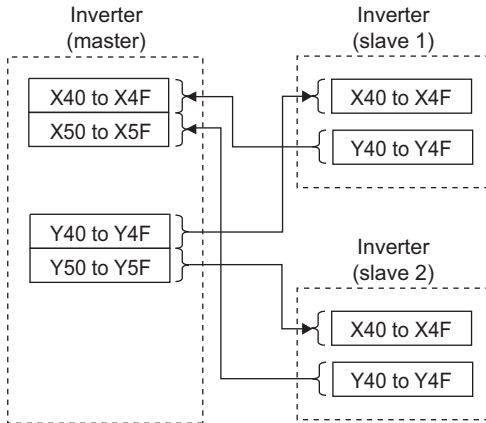 Inverter
(master)
X40 to X4F
X50 to X5F
Y40 to Y4F
Y50 to Y5F
Inverter
(slave 1)
X40 to X4F
Y40 to Y4F
Inverter
(slave 2)
X40 to X4F
Y40 to Y4F